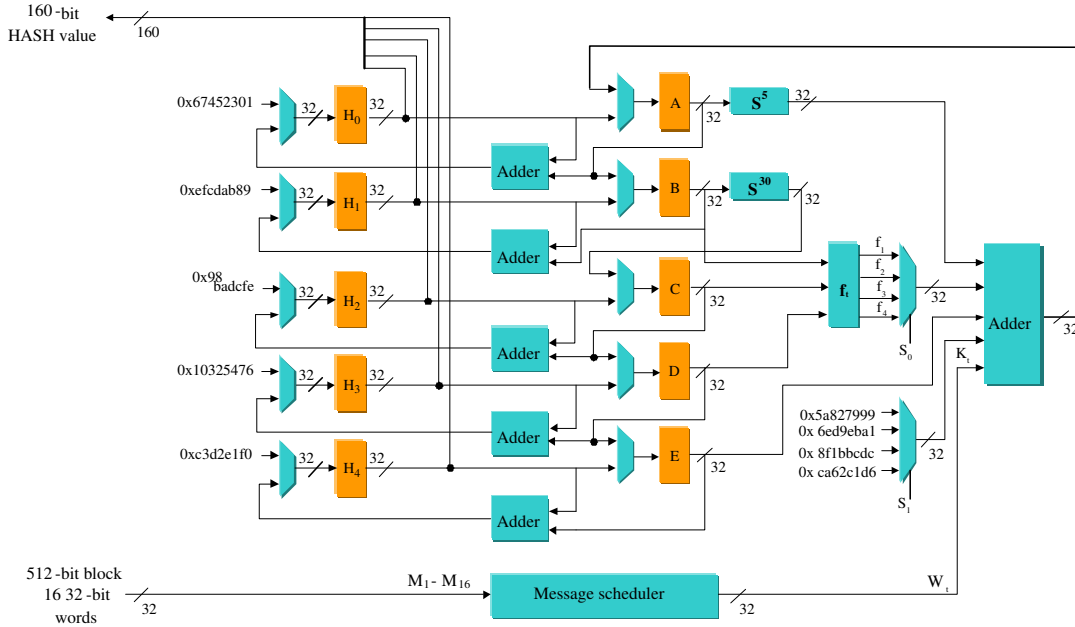 160-bit
HASH value
160
0x67452301
32
H0
32
A
32
S^5
32
Adder
0xefcdab89
32
H1
32
B
32
S^30
32
Adder
0x98
badcfe
32
H2
32
C
32
ft
f1
f2
f3
f4
32
S0
Adder
32
Adder
0x10325476
32
H3
32
D
32
Kt
Adder
0x5a827999
0x 6ed9eba1
0x 8f1bbcdc
0x ca62c1d6
32
S1
0xc3d2e1f0
32
H4
32
E
32
Adder
512-bit block
16 32-bit
words
32
M1- M16
Message scheduler
32
Wt